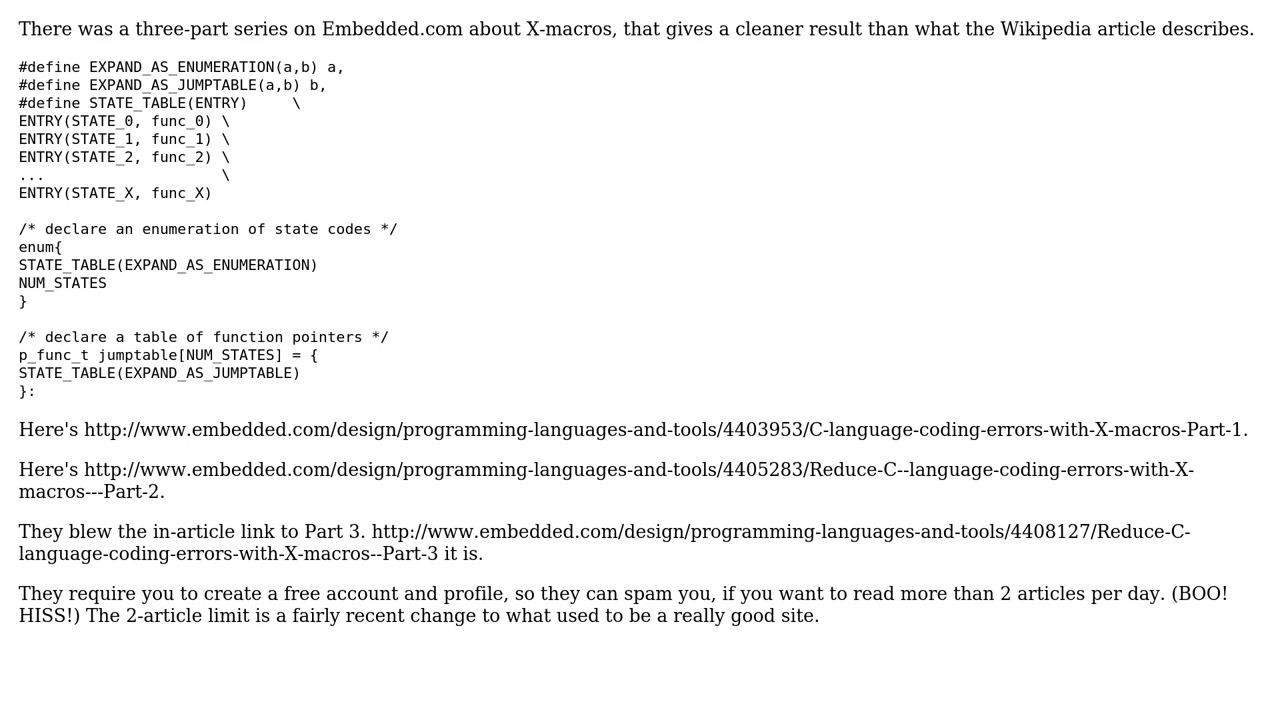 There was a three-part series on Embedded.com about X-macros, that gives a cleaner result than what the Wikipedia article describes.
#define EXPAND_AS_ENUMERATION(a,b) a,
#define EXPAND_AS_JUMPTABLE(a,b) b,
#define STATE_TABLE(ENTRY)     \
ENTRY(STATE_0, func_0) \
ENTRY(STATE_1, func_1) \
ENTRY(STATE_2, func_2) \
...                    \
ENTRY(STATE_X, func_X)

/* declare an enumeration of state codes */
enum{
STATE_TABLE(EXPAND_AS_ENUMERATION)
NUM_STATES
}

/* declare a table of function pointers */
p_func_t jumptable[NUM_STATES] = {
STATE_TABLE(EXPAND_AS_JUMPTABLE)
}:
Here's http://www.embedded.com/design/programming-languages-and-tools/4403953/C-language-coding-errors-with-X-macros-Part-1.
Here's http://www.embedded.com/design/programming-languages-and-tools/4405283/Reduce-C--language-coding-errors-with-X-
macros---Part-2.
They blew the in-article link to Part 3. http://www.embedded.com/design/programming-languages-and-tools/4408127/Reduce-C-
language-coding-errors-with-X-macros--Part-3 it is.
They require you to create a free account and profile, so they can spam you, if you want to read more than 2 articles per day. (BOO!
HISS!) The 2-article limit is a fairly recent change to what used to be a really good site.